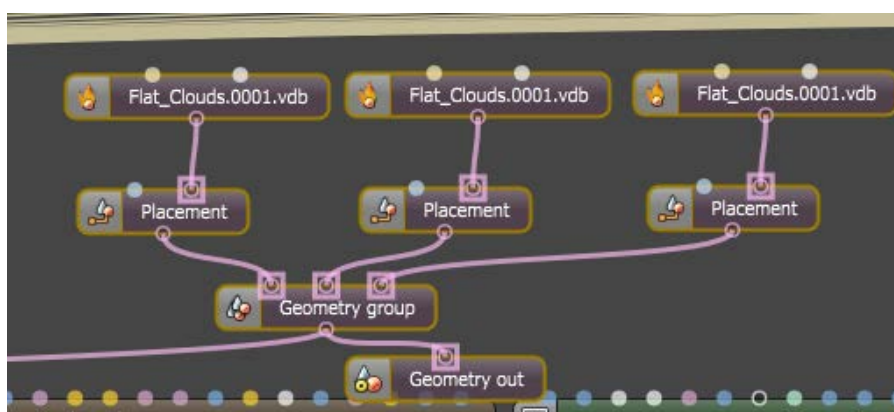 Flat_Clouds.0001.vdb
Flat_Clouds.0001.vdb
Flat_Clouds.0001.vdb
Placement
Placement
Placement
Geometry group
Geometry out